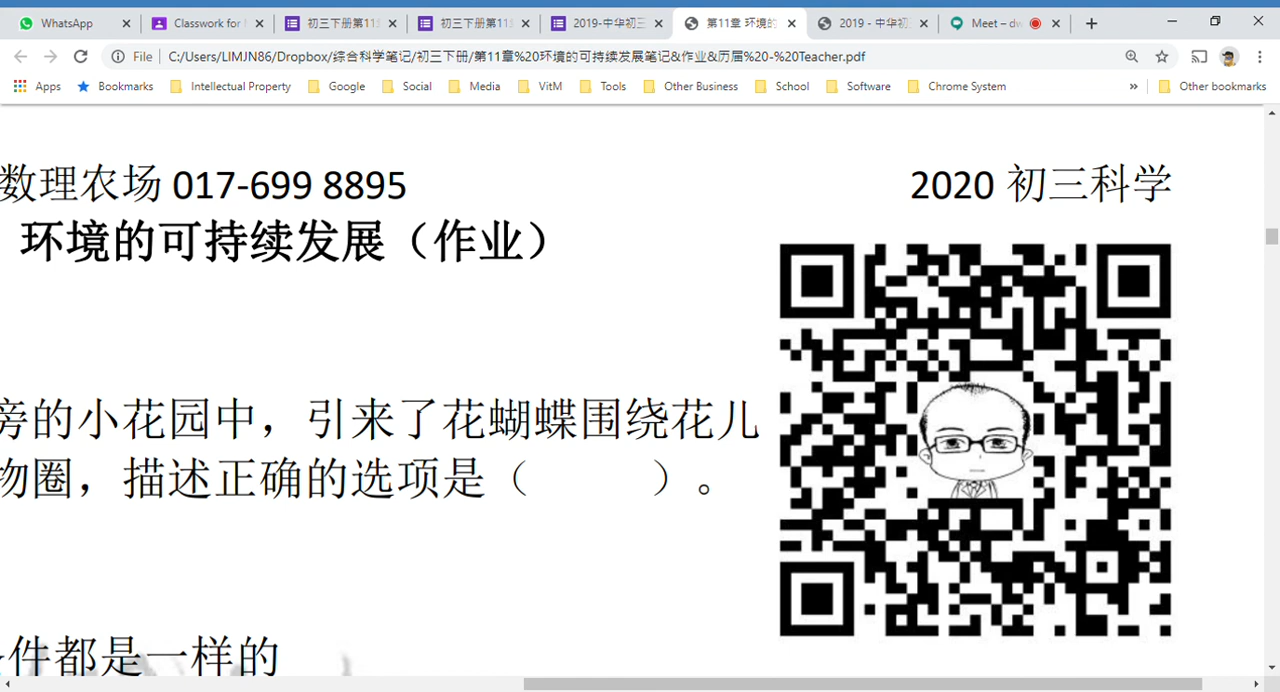 WhatsApp
Classwork for
初三下册第11
初三下册第11
2019-中华初三
第11章 环境的
2019 - 中华初
Meet – dw
File
C:/Users/LIMJN86/Dropbox/综合科学笔记/初三下册/第11章%20环境的可持续发展笔记&作业&历届%20-%20Teacher.pdf
Apps
Bookmarks
Intellectual Property
Google
Social
Media
VitM
Tools
Other Business
School
Software
Chrome System
»
Other bookmarks
数理农场 017-699 8895
2020 初三科学
环境的可持续发展（作业）
旁的小花园中，引来了花蝴蝶围绕花儿
物圈，描述正确的选项是（ ）。
件都是一样的